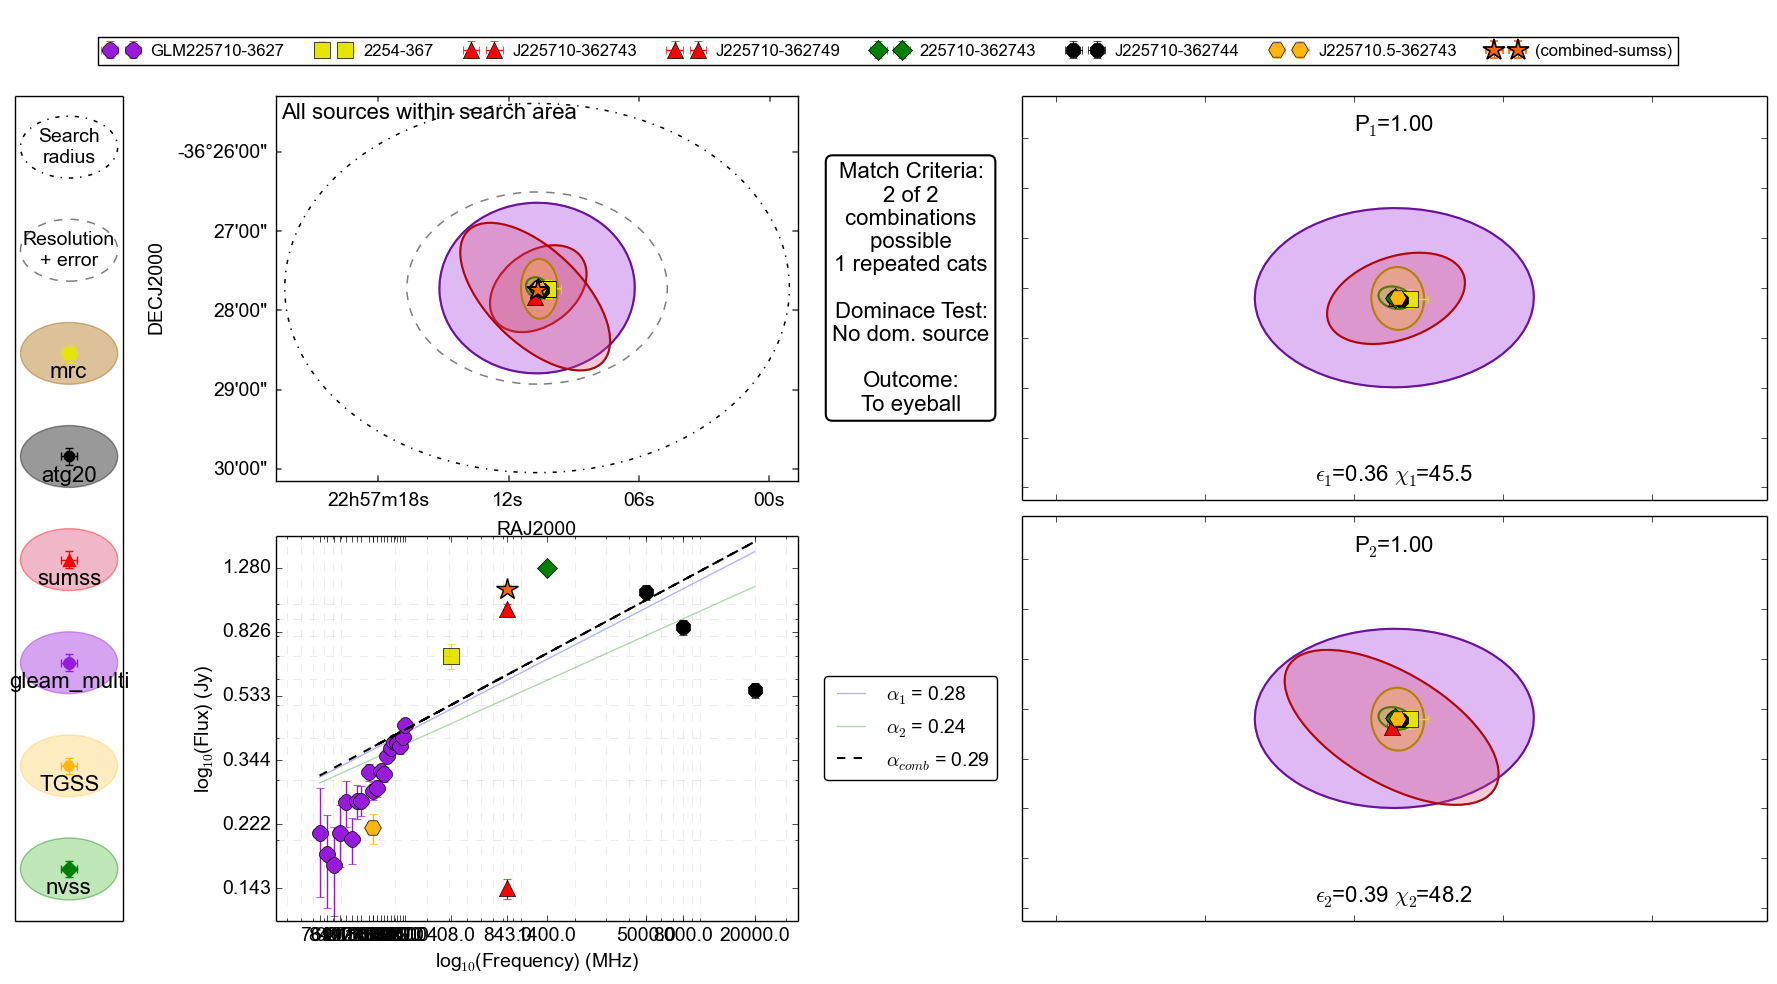 GLM225710-3627 2254-367 J225710-362743 J225710-362749 225710-362743 J225710-362744 J225710.5-362743 (combined-sumss)
Search
radius
Resolution
+ error
mrc
atg20
sumss
gleam_multi
TGSS
nvss
All sources within search area
DECJ2000
-36°26'00"
27'00"
28'00"
29'00"
30'00"
22h57m18s 12s 06s 00s
RAJ2000
Match Criteria:
2 of 2
combinations
possible
1 repeated cats
Dominace Test:
No dom. source
Outcome:
To eyeball
P1=1.00
ϵ1=0.36 χ1=45.5
log10(Flux) (Jy)
1.280
0.826
0.533
0.344
0.222
0.143
408.0 843.0 1400.0 5000.0 8000.0 20000.0
log10(Frequency) (MHz)
α1 = 0.28
α2 = 0.24
αcomb = 0.29
P2=1.00
ϵ2=0.39 χ2=48.2